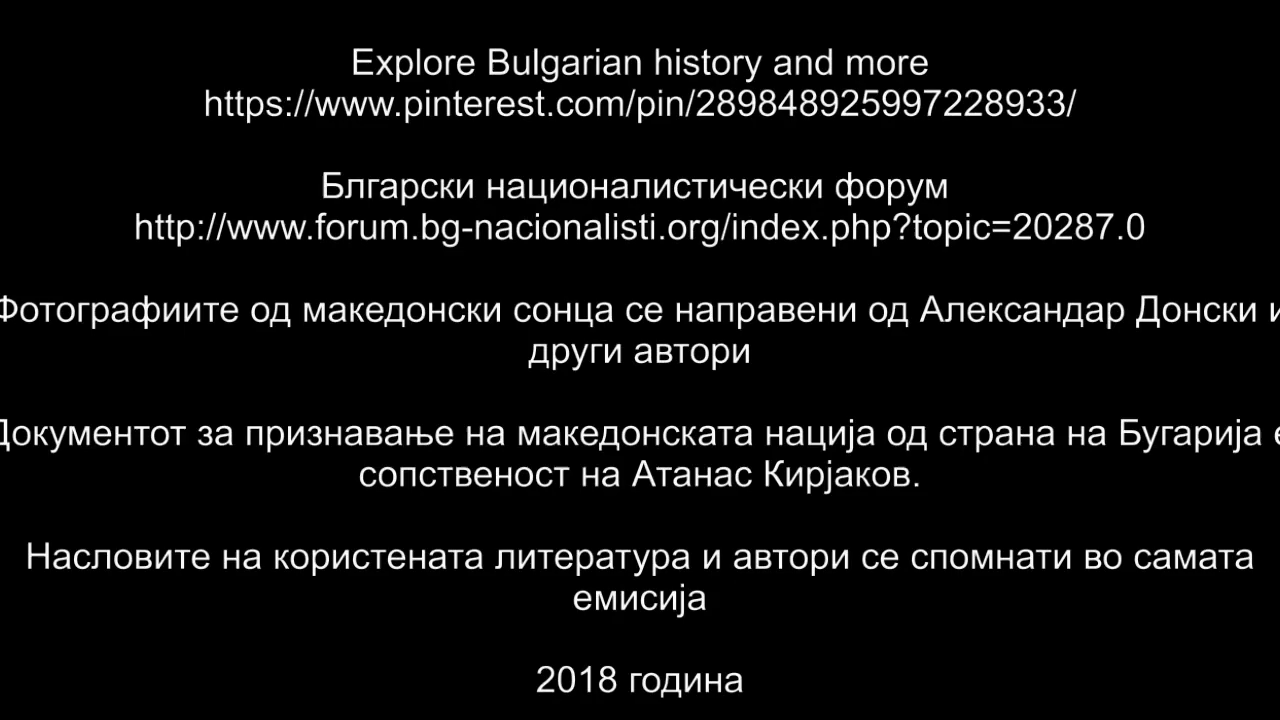 Explore Bulgarian history and more
https://www.pinterest.com/pin/289848925997228933/
Блгарски националистически форум
http://www.forum.bg-nacionalisti.org/index.php?topic=20287.0
Фотографиите од македонски сонца се направени од Александар Донски и
други автори
Документот за признавање на македонската нација од страна на Бугарија е
сопственост на Атанас Кирјаков.
Насловите на користената литература и автори се спомнати во самата
емисија
2018 година